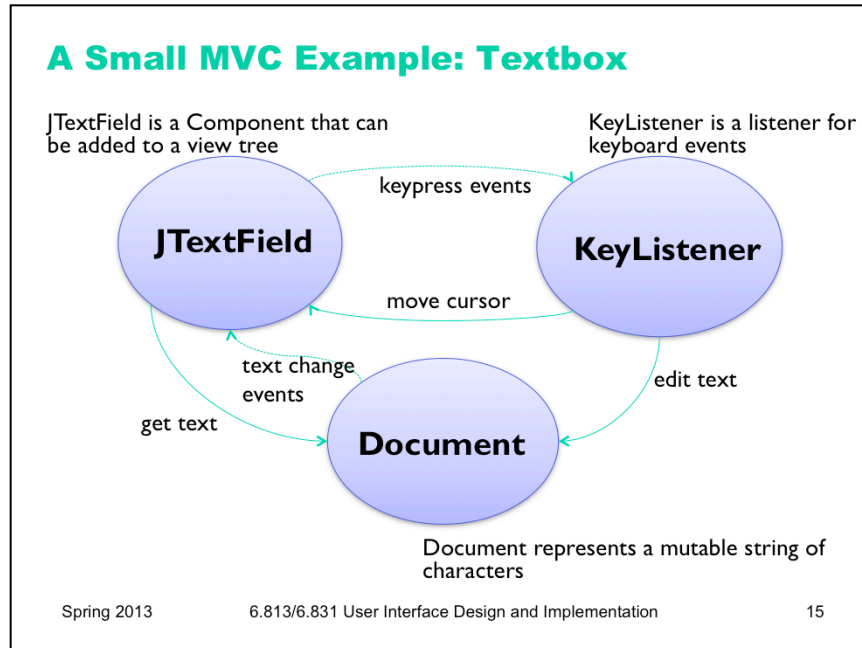 A Small MVC Example: Textbox
JTextField is a Component that can
be added to a view tree
KeyListener is a listener for
keyboard events
keypress events
JTextField
KeyListener
move cursor
text change
events
edit text
get text
Document
Document represents a mutable string of
characters
Spring 2013
6.813/6.831 User Interface Design and Implementation
15